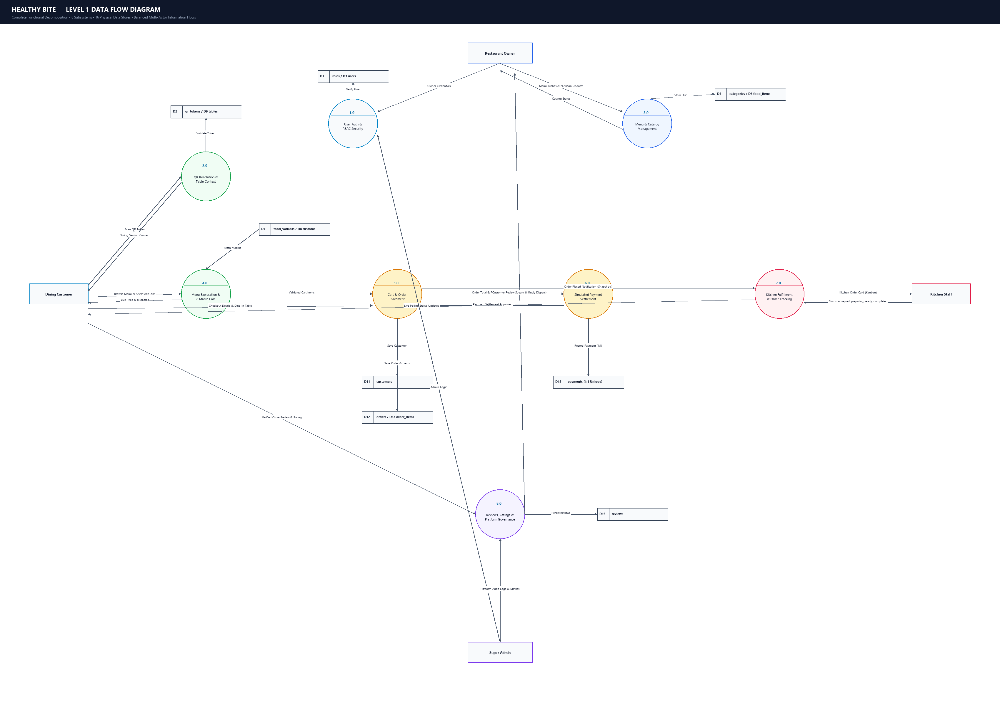 HEALTHY BITE — LEVEL 1 DATA FLOW DIAGRAM
Complete Functional Decomposition • 8 Subsystems • 16 Physical Data Stores • Balanced Multi-Actor Information Flows
Restaurant Owner
D1 roles / D3 users
Verify User
Owner Credentials
Menu, Dishes & Nutrition Updates
Catalog Status
Store Dish
D5 categories / D6 food_items
D2 qr_tokens / D9 tables
Validate Token
1.0
User Auth &
RBAC Security
3.0
Menu & Catalog
Management
2.0
QR Resolution &
Table Context
Scan QR Token
Dining Session Context
D7 food_variants / D8 customs
Fetch Macros
Dining Customer
Browse Menu & Select Add-ons
Live Price & 8 Macros
4.0
Menu Exploration &
8 Macro Calc
Checkout Details & Dine-In Table
Validated Cart Items
5.0
Cart & Order
Placement
Live Polling Status Updates
Order Total &
Customer Review Stream & Reply Dispatch
Payment Settlement Approved
6.0
Order Placed Notification (Snapshots)
Simulated Payment
Settlement
7.0
Kitchen Fulfillment
& Order Tracking
Kitchen Order Card (Kanban)
Status: accepted, preparing, ready, completed
Kitchen Staff
Save Customer
Save Order & Items
Record Payment (1:1)
D11 customers
Admin Login
D15 payments (1:1 Unique)
D12 orders / D13 order_items
Verified Order Review & Rating
8.0
Reviews, Ratings &
Platform Governance
Persist Reviews
D16 reviews
Platform Audit Logs & Metrics
Super Admin